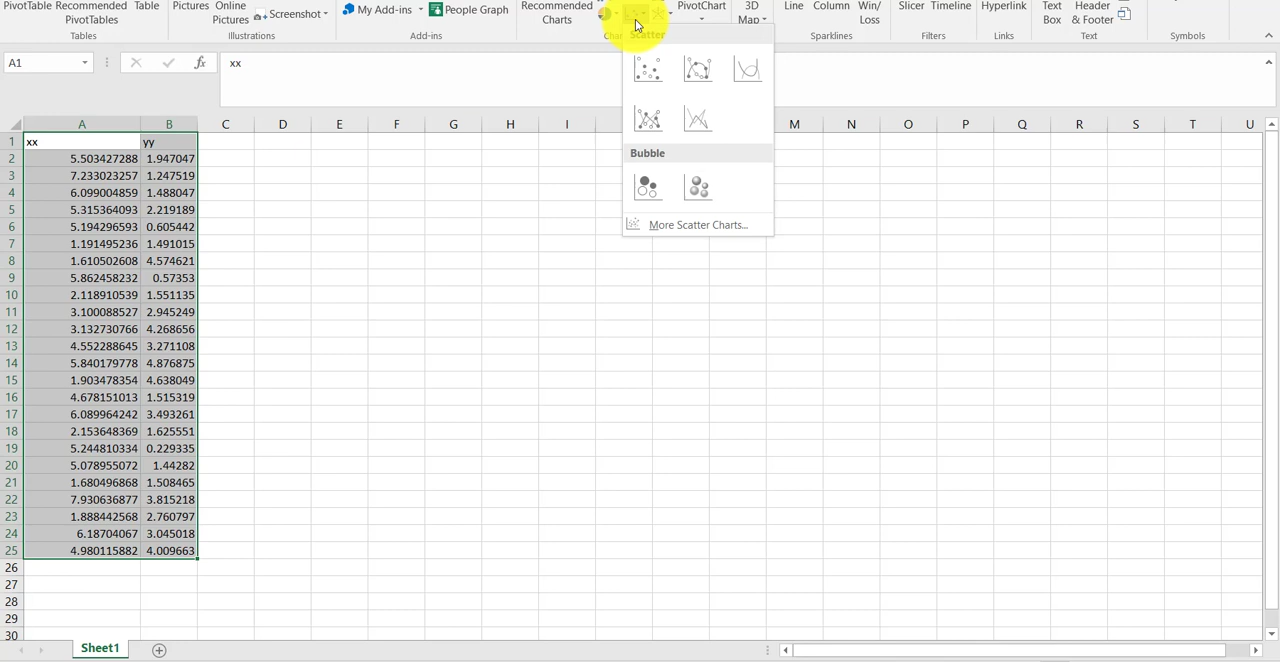 PivotTable Recommended Table Pictures Online Screenshot My Add-ins People Graph Recommended PivotChart 3D Line Column Win/ Slicer Timeline Hyperlink Text Header
PivotTables Pictures Charts Map Loss Box & Footer
Tables Illustrations Add-ins Sparklines Filters Links Text Symbols
Scatter
A1 fx xx
A B C D E F G H I M N O P Q R S T U
1 xx yy
2 5.503427288 1.947047
3 7.233023257 1.247519
4 6.099004859 1.488047
5 5.315364093 2.219189
6 5.194296593 0.605442
7 1.191495236 1.491015
8 1.610502608 4.574621
9 5.862458232 0.57353
10 2.118910539 1.551135
11 3.100088527 2.945249
12 3.132730766 4.268656
13 4.552288645 3.271108
14 5.840179778 4.876875
15 1.903478354 4.638049
16 4.678151013 1.515319
17 6.089964242 3.493261
18 2.153648369 1.625551
19 5.244810334 0.229335
20 5.078955072 1.44282
21 1.680496868 1.508465
22 7.930636877 3.815218
23 1.888442568 2.760797
24 6.18704067 3.045018
25 4.980115882 4.009663
26
27
28
29
30
Bubble
More Scatter Charts...
Sheet1